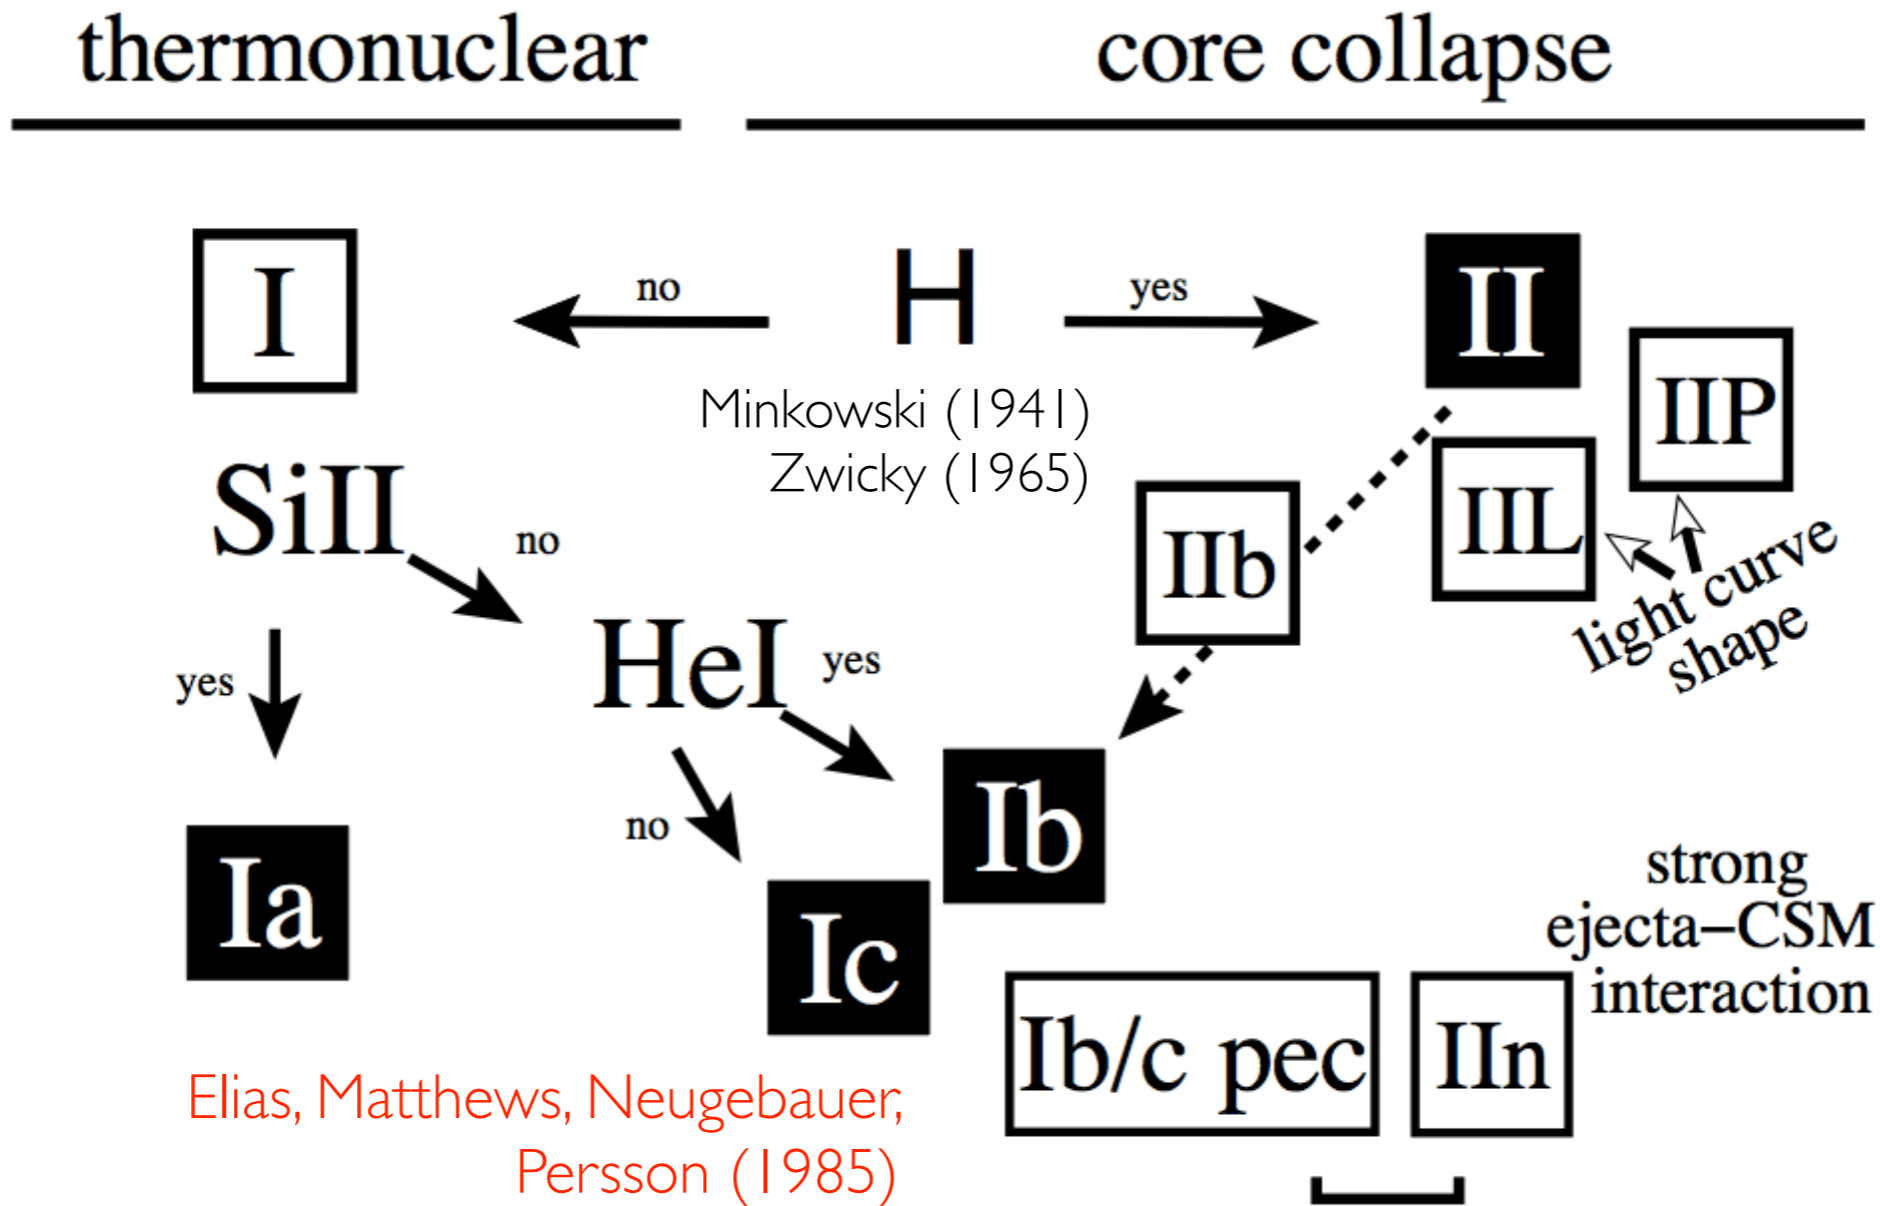 thermonuclear
core collapse
I
no
H
yes
II
Minkowski (1941)
Zwicky (1965)
IIP
SiII
no
IIb
IIL
light curve
shape
yes
HeI
yes
no
Ib
Ia
Ic
strong
ejecta–CSM
interaction
Ib/c pec
IIn
Elias, Matthews, Neugebauer,
Persson (1985)